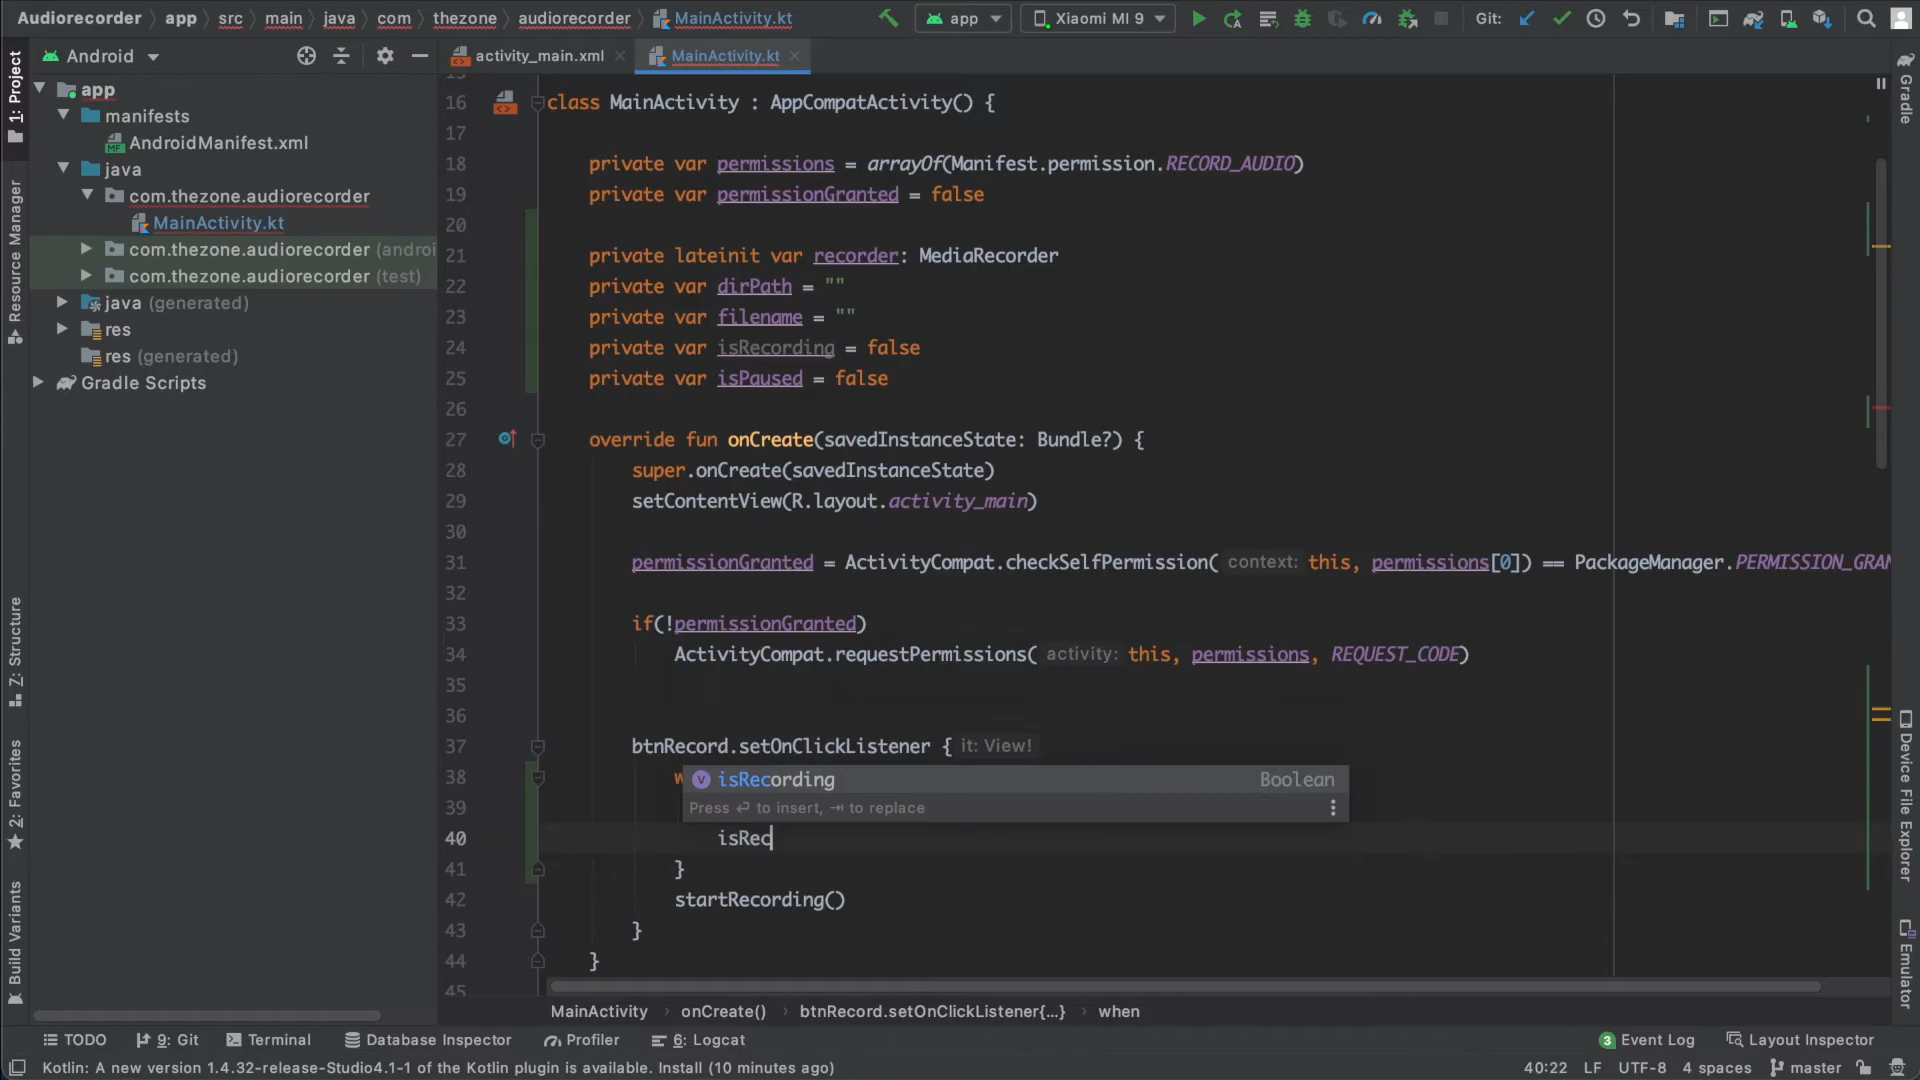 Audiorecorder app src main java com thezone audiorecorder MainActivity.kt app Xiaomi MI 9 Git:
Android activity_main.xml MainActivity.kt
1: Project
Resource Manager
Z: Structure
2: Favorites
Build Variants
app
manifests
AndroidManifest.xml
java
com.thezone.audiorecorder
MainActivity.kt
com.thezone.audiorecorder (androi
com.thezone.audiorecorder (test)
java (generated)
res
res (generated)
Gradle Scripts
16 class MainActivity : AppCompatActivity() {
17
18 private var permissions = arrayOf(Manifest.permission.RECORD_AUDIO)
19 private var permissionGranted = false
20
21 private lateinit var recorder: MediaRecorder
22 private var dirPath = ""
23 private var filename = ""
24 private var isRecording = false
25 private var isPaused = false
26
27 override fun onCreate(savedInstanceState: Bundle?) {
28 super.onCreate(savedInstanceState)
29 setContentView(R.layout.activity_main)
30
31 permissionGranted = ActivityCompat.checkSelfPermission( context: this, permissions[0]) == PackageManager.PERMISSION_GRAN
32
33 if(!permissionGranted)
34 ActivityCompat.requestPermissions( activity: this, permissions, REQUEST_CODE)
35
36
37 btnRecord.setOnClickListener { it: View!
38 w v isRecording Boolean
39 Press ↵ to insert, ⇥ to replace
40 isRec
41 }
42 startRecording()
43 }
44 }
45
Gradle
Device File Explorer
Emulator
MainActivity onCreate() btnRecord.setOnClickListener{...} when
TODO 9: Git Terminal Database Inspector Profiler 6: Logcat 3 Event Log Layout Inspector
Kotlin: A new version 1.4.32-release-Studio4.1-1 of the Kotlin plugin is available. Install (10 minutes ago) 40:22 LF UTF-8 4 spaces master